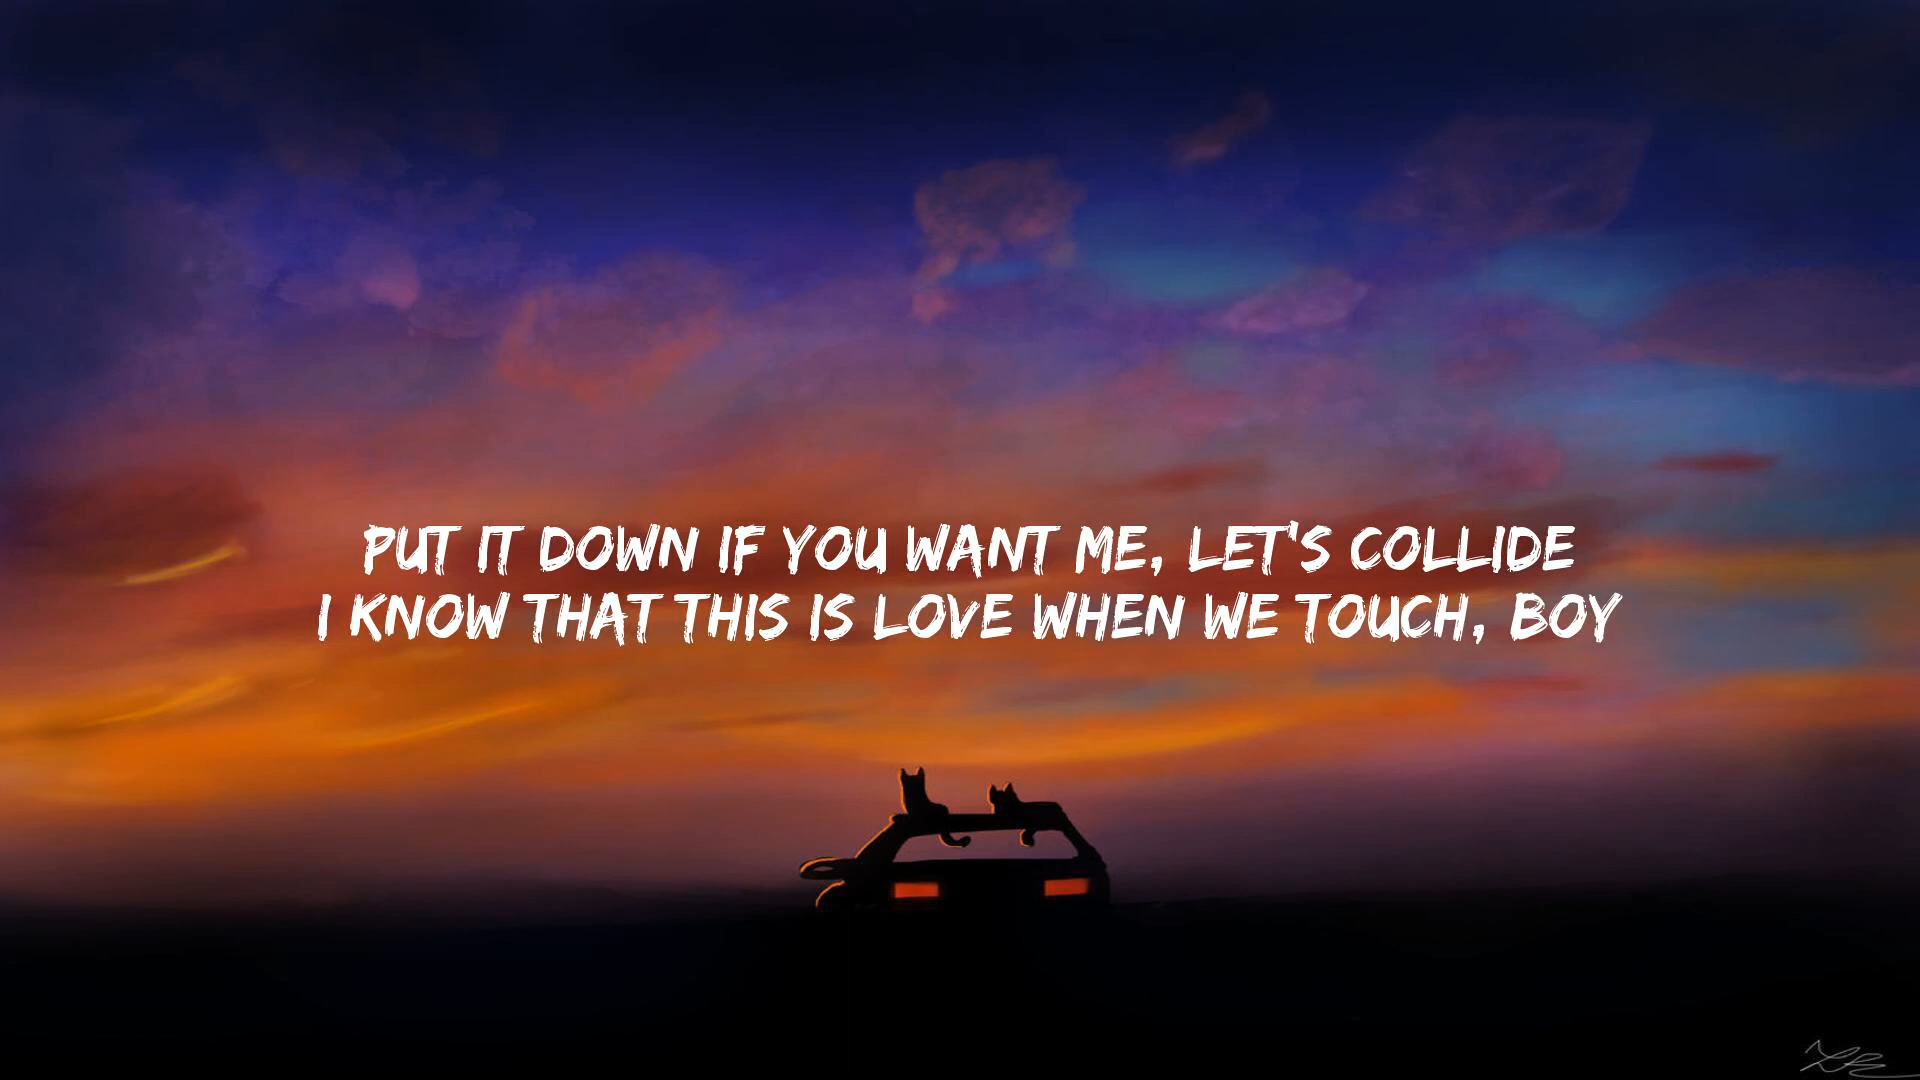 PUT IT DOWN IF YOU WANT ME, LET'S COLLIDE
I KNOW THAT THIS IS LOVE WHEN WE TOUCH, BOY